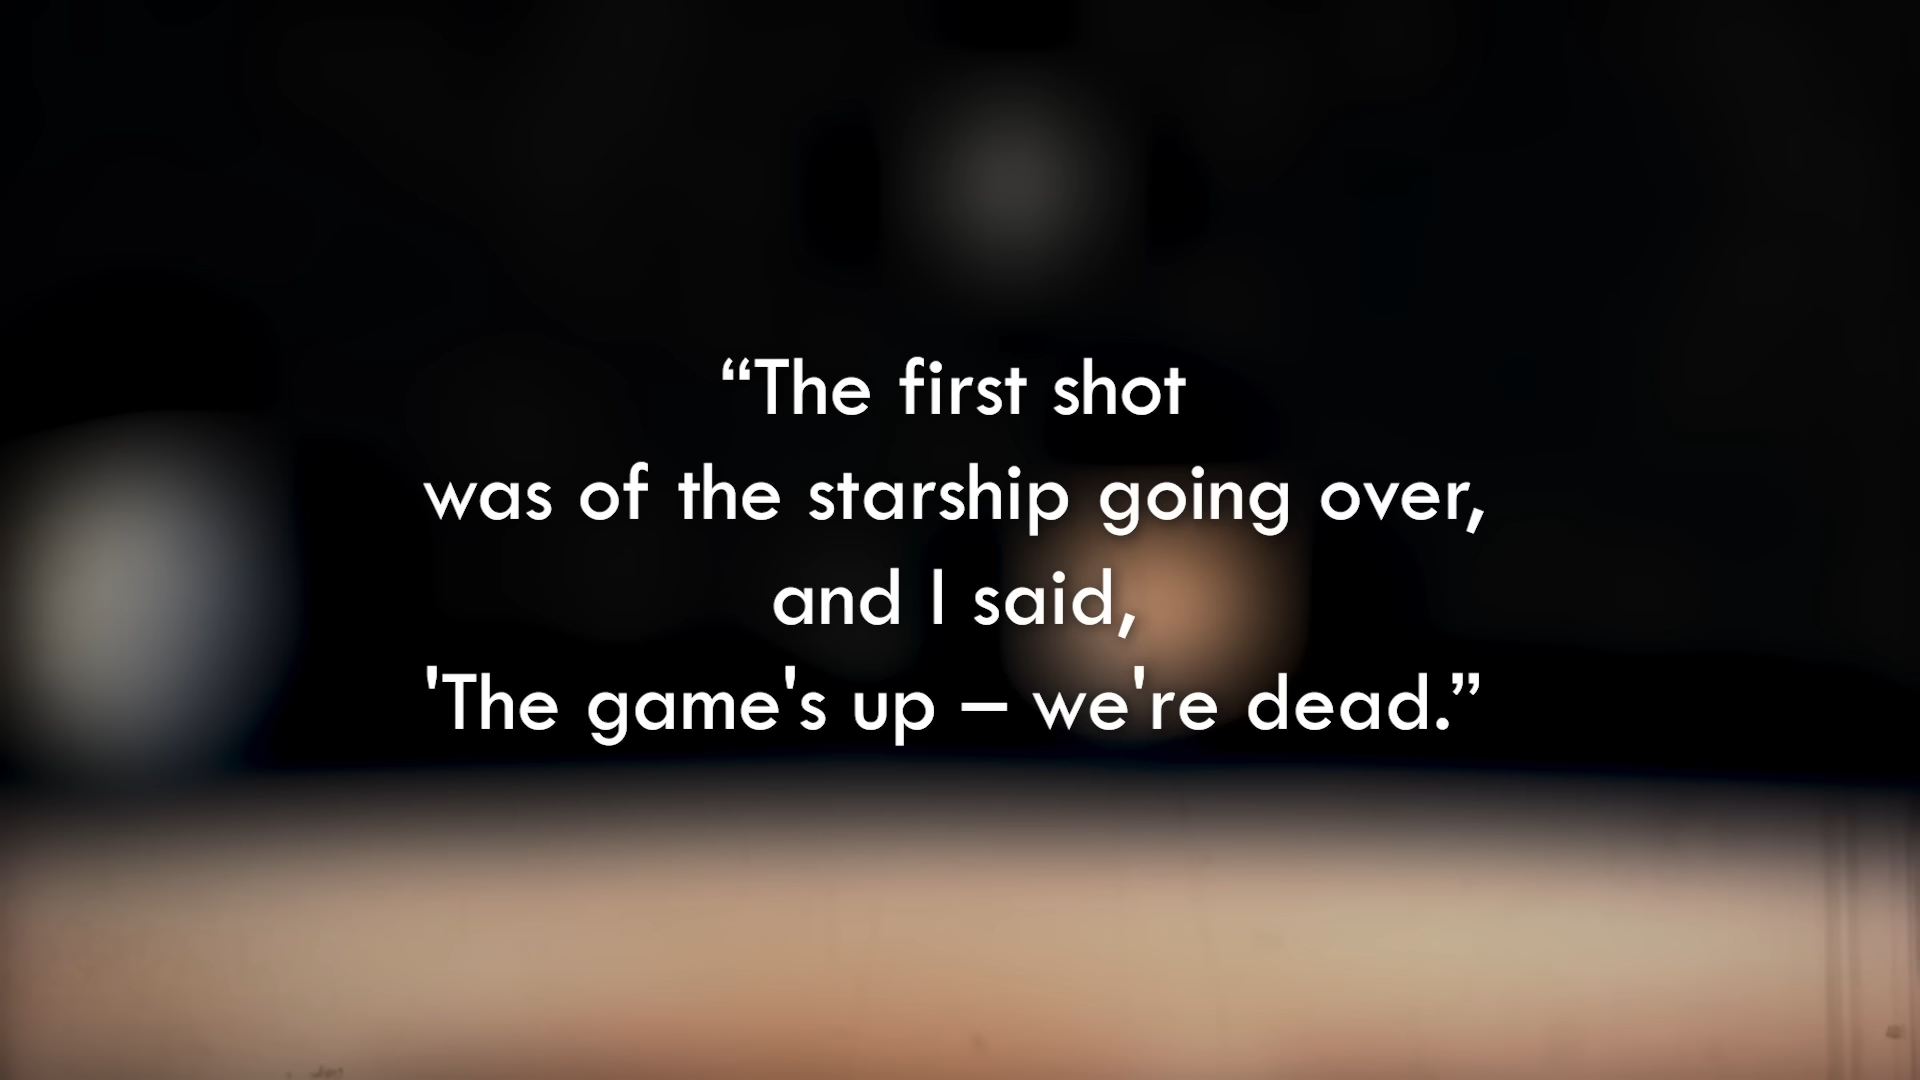 “The first shot
was of the starship going over,
and I said,
'The game's up – we're dead.”